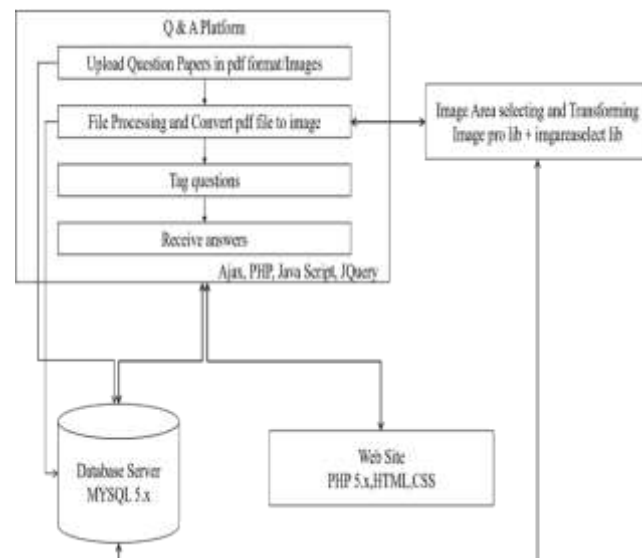 Q & A Platform
Upload Question Papers in pdf format/Images
File Processing and Convert pdf file to image
Tag questions
Receive answers
Ajax, PHP, Java Script, JQuery
Image Area selecting and Transforming
Image pro lib + imgareaselect lib
Database Server
MYSQL 5.x
Web Site
PHP 5.x,HTML,CSS